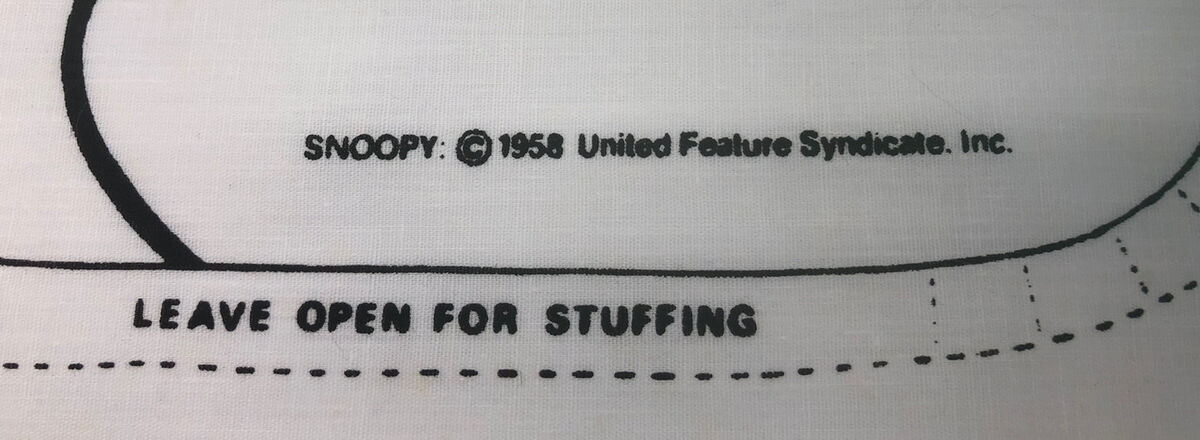 SNOOPY: © 1958 United Feature Syndicate. Inc.
LEAVE OPEN FOR STUFFING